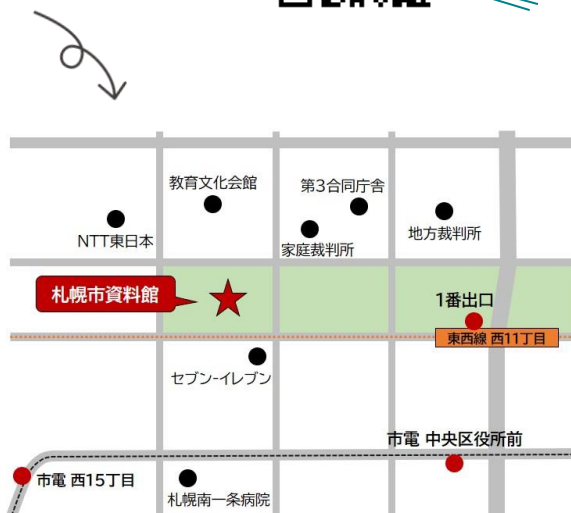 教育文化会館
第3合同庁舎
NTT東日本
家庭裁判所
地方裁判所
札幌市資料館
1番出口
東西線 西11丁目
セブン-イレブン
市電 中央区役所前
市電 西15丁目
札幌南一条病院